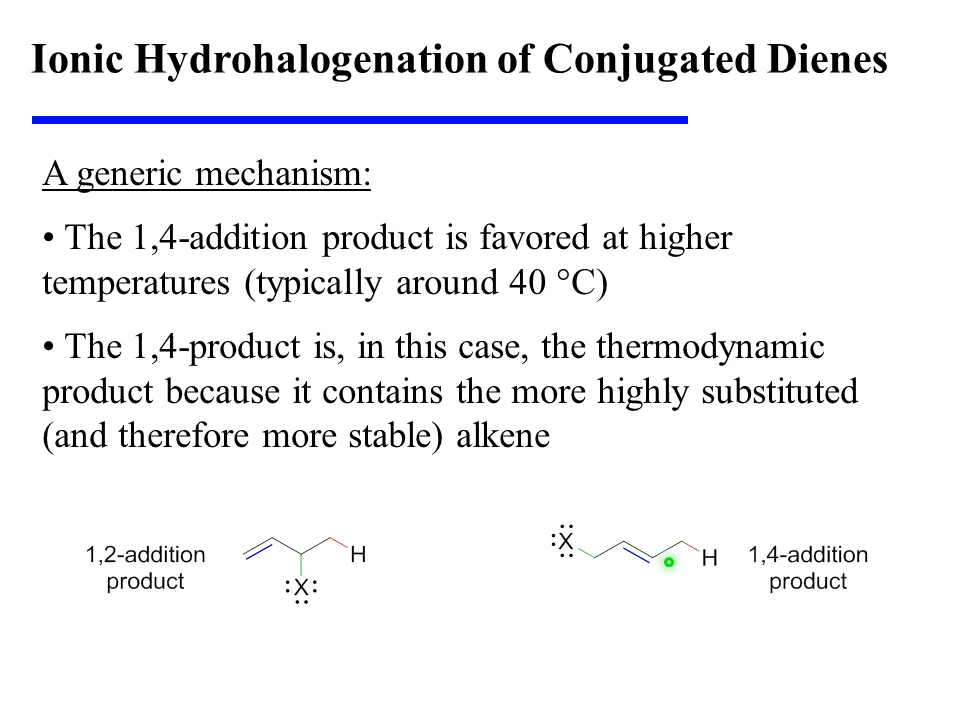 Ionic Hydrohalogenation of Conjugated Dienes
A generic mechanism:
• The 1,4-addition product is favored at higher
temperatures (typically around 40 °C)
• The 1,4-product is, in this case, the thermodynamic
product because it contains the more highly substituted
(and therefore more stable) alkene
1,2-addition
product
H
X
X
H
1,4-addition
product